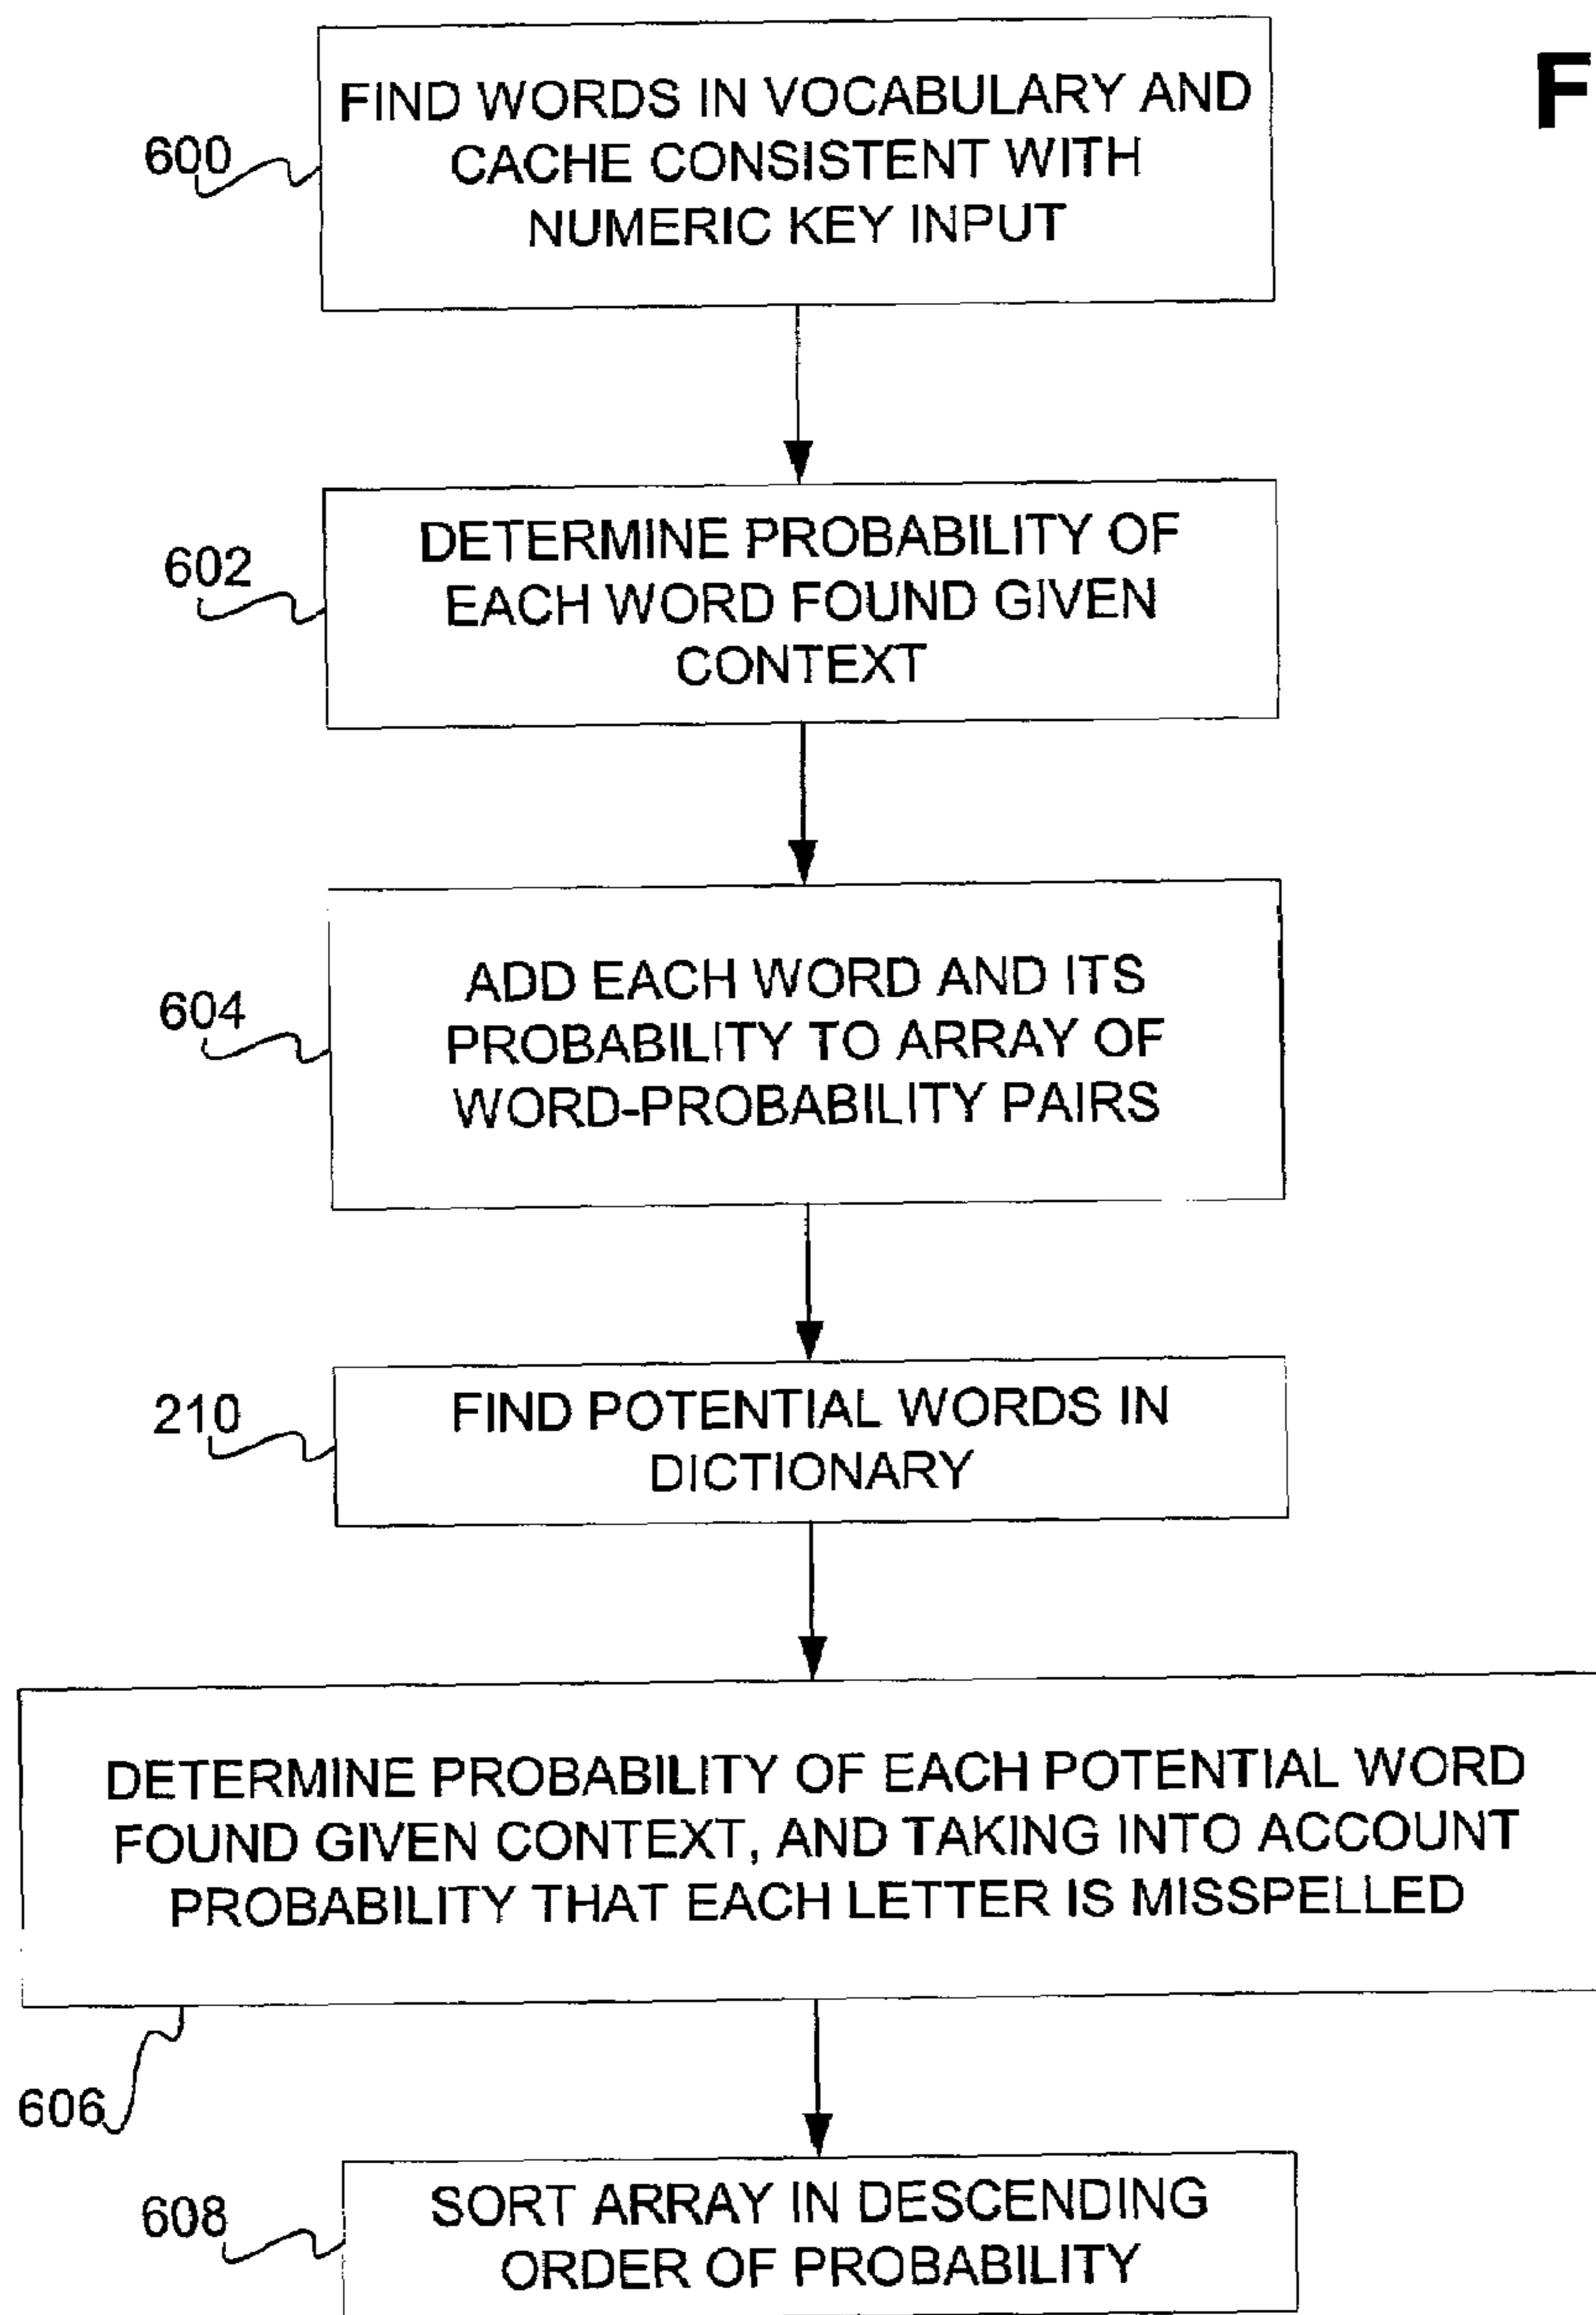 F
600
FIND WORDS IN VOCABULARY AND
CACHE CONSISTENT WITH
NUMERIC KEY INPUT
602
DETERMINE PROBABILITY OF
EACH WORD FOUND GIVEN
CONTEXT
604
ADD EACH WORD AND ITS
PROBABILITY TO ARRAY OF
WORD-PROBABILITY PAIRS
210
FIND POTENTIAL WORDS IN
DICTIONARY
DETERMINE PROBABILITY OF EACH POTENTIAL WORD
FOUND GIVEN CONTEXT, AND TAKING INTO ACCOUNT
PROBABILITY THAT EACH LETTER IS MISSPELLED
606
608
SORT ARRAY IN DESCENDING
ORDER OF PROBABILITY